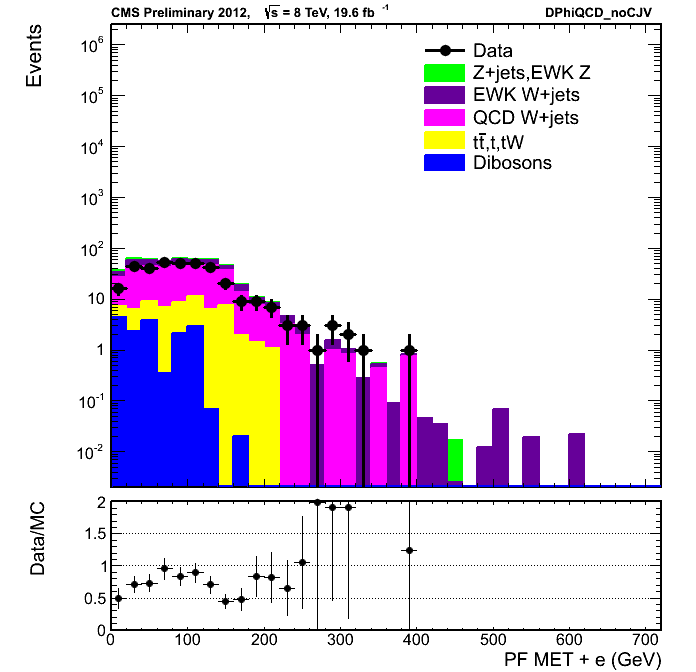 CMS Preliminary 2012, √s = 8 TeV, 19.6 fb⁻¹ DPhiQCD_noCJV
Events
10⁶
10⁵
10⁴
10³
10²
10
1
10⁻¹
10⁻²
Data
Z+jets,EWK Z
EWK W+jets
QCD W+jets
tt̄,t,tW
Dibosons
Data/MC
2
1.5
1
0.5
0
0 100 200 300 400 500 600 700
PF MET + e (GeV)